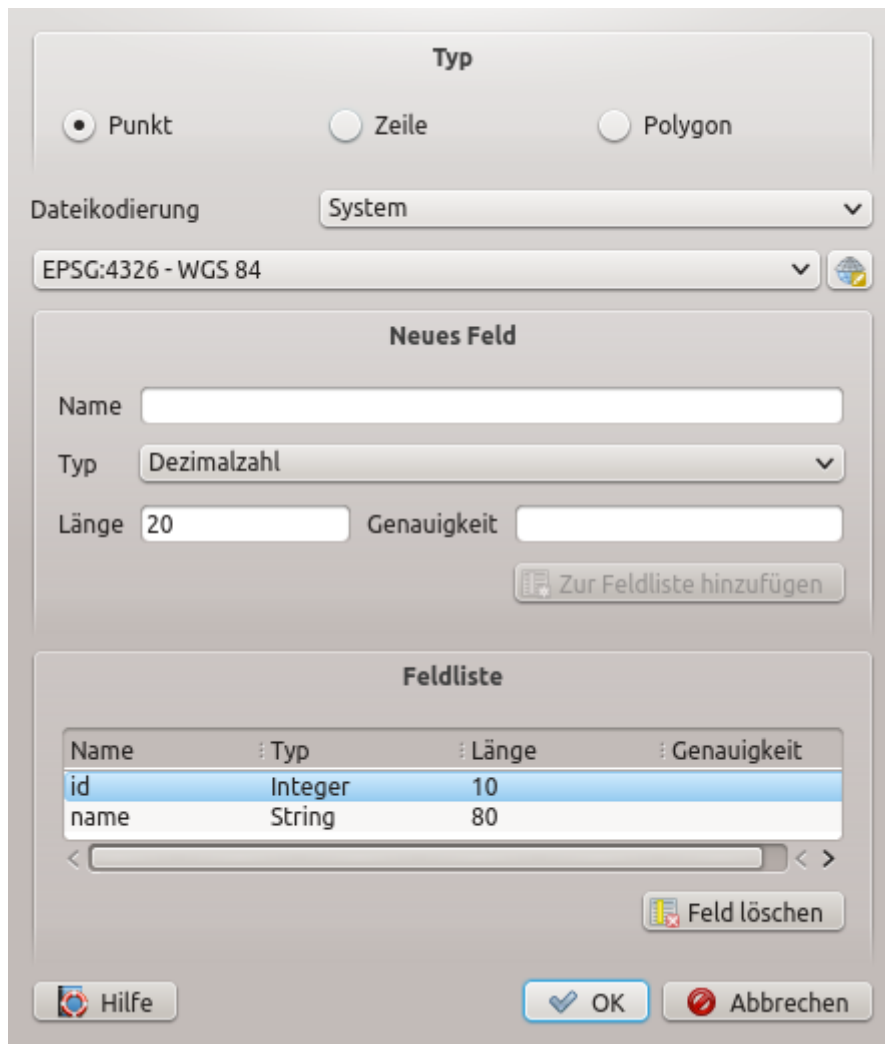 Typ
Punkt Zeile Polygon
Dateikodierung System
EPSG:4326 - WGS 84
Neues Feld
Name
Typ Dezimalzahl
Länge 20 Genauigkeit
Zur Feldliste hinzufügen
Feldliste
Name Typ Länge Genauigkeit
id Integer 10
name String 80
Feld löschen
Hilfe OK Abbrechen